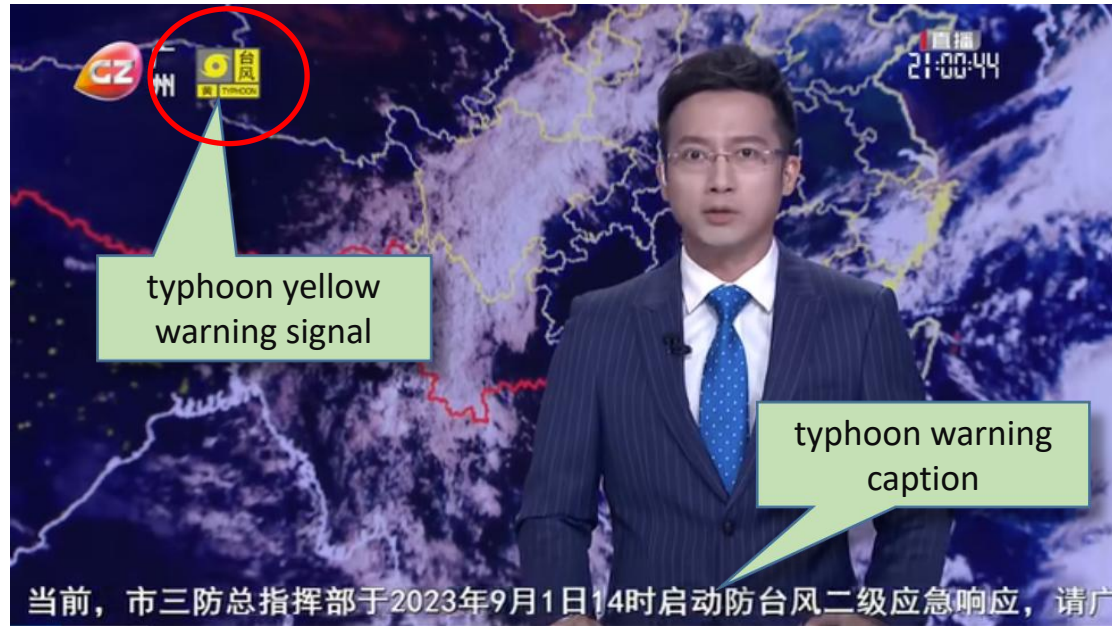 GZ
广
州
台
风
黄 TYPHOON
直播
21:00:44
typhoon yellow
warning signal
typhoon warning
caption
当前，市三防总指挥部于2023年9月1日14时启动防台风二级应急响应，请广